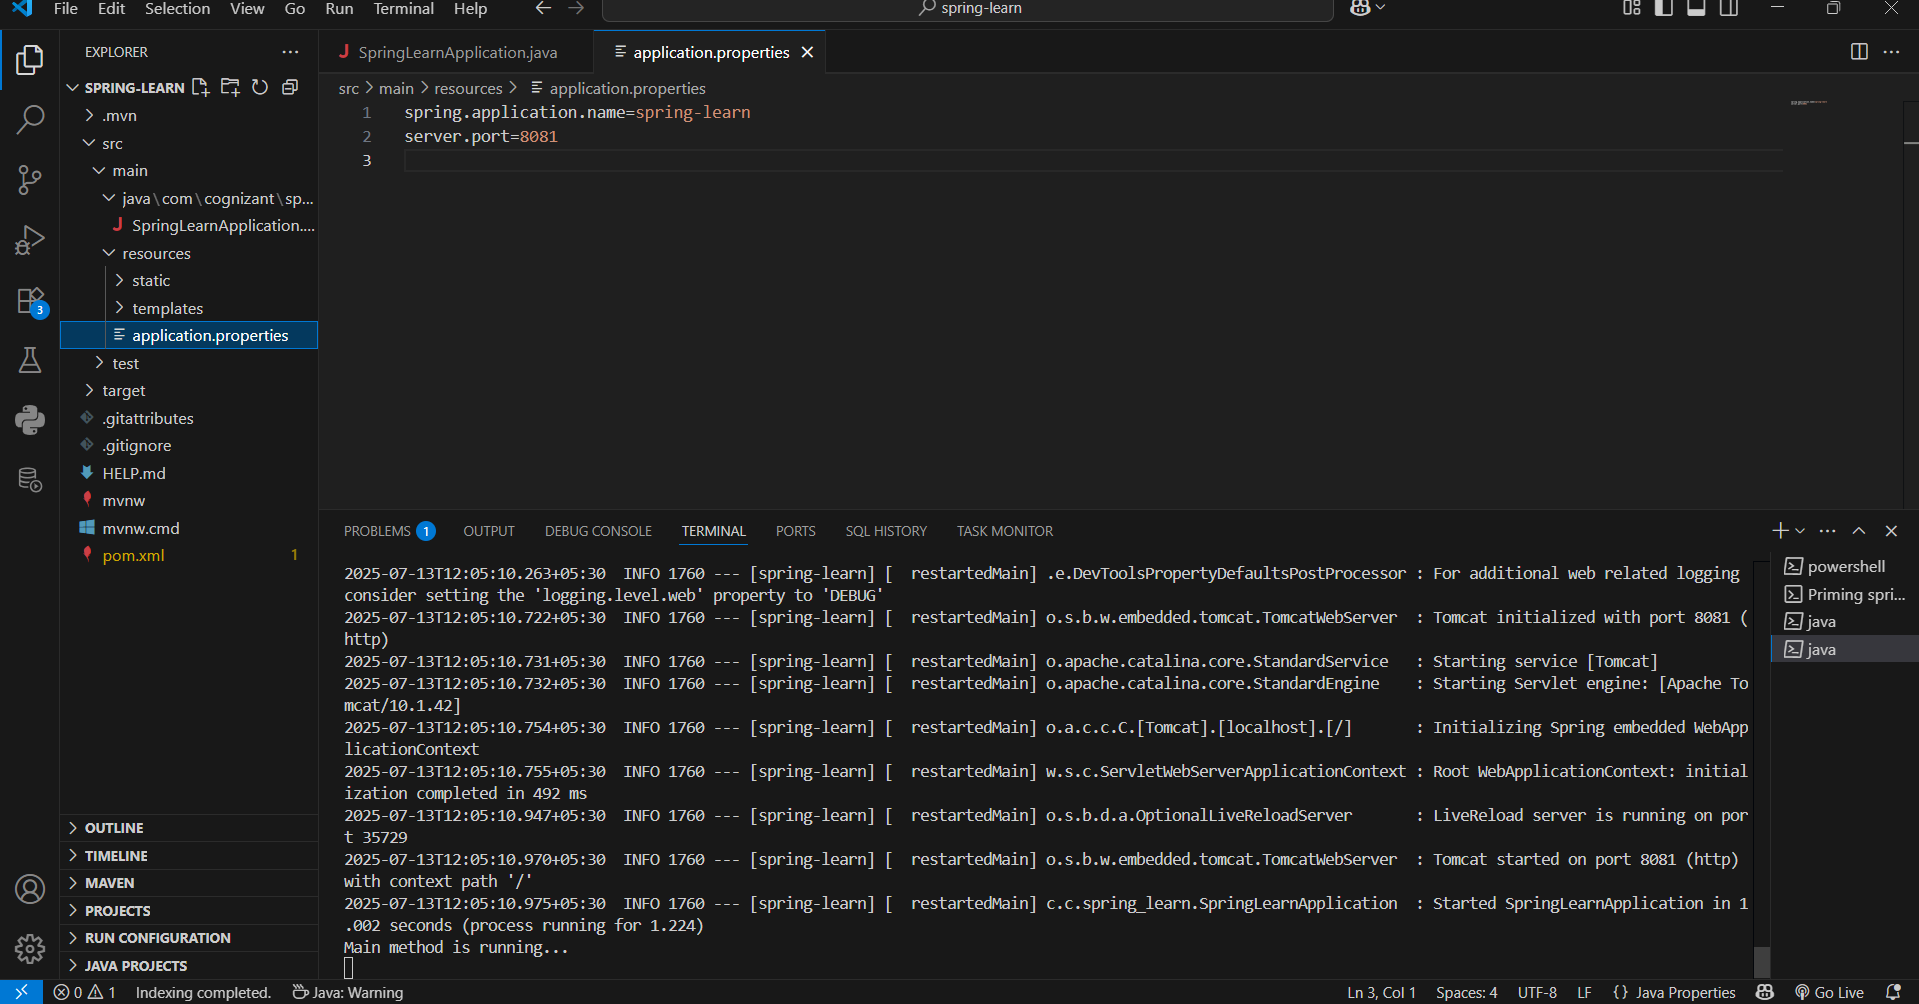 File Edit Selection View Go Run Terminal Help
spring-learn
EXPLORER
SpringLearnApplication.java
application.properties
SPRING-LEARN
.mvn
src
main
java\com\cognizant\sp...
SpringLearnApplication....
resources
static
templates
application.properties
test
target
.gitattributes
.gitignore
HELP.md
mvnw
mvnw.cmd
pom.xml 1
3
OUTLINE
TIMELINE
MAVEN
PROJECTS
RUN CONFIGURATION
JAVA PROJECTS
src > main > resources > application.properties
1 spring.application.name=spring-learn
2 server.port=8081
3
PROBLEMS 1 OUTPUT DEBUG CONSOLE TERMINAL PORTS SQL HISTORY TASK MONITOR
2025-07-13T12:05:10.263+05:30  INFO 1760 --- [spring-learn] [  restartedMain] .e.DevToolsPropertyDefaultsPostProcessor : For additional web related logging
consider setting the 'logging.level.web' property to 'DEBUG'
2025-07-13T12:05:10.722+05:30  INFO 1760 --- [spring-learn] [  restartedMain] o.s.b.w.embedded.tomcat.TomcatWebServer  : Tomcat initialized with port 8081 (
http)
2025-07-13T12:05:10.731+05:30  INFO 1760 --- [spring-learn] [  restartedMain] o.apache.catalina.core.StandardService   : Starting service [Tomcat]
2025-07-13T12:05:10.732+05:30  INFO 1760 --- [spring-learn] [  restartedMain] o.apache.catalina.core.StandardEngine    : Starting Servlet engine: [Apache To
mcat/10.1.42]
2025-07-13T12:05:10.754+05:30  INFO 1760 --- [spring-learn] [  restartedMain] o.a.c.c.C.[Tomcat].[localhost].[/]       : Initializing Spring embedded WebApp
licationContext
2025-07-13T12:05:10.755+05:30  INFO 1760 --- [spring-learn] [  restartedMain] w.s.c.ServletWebServerApplicationContext : Root WebApplicationContext: initial
ization completed in 492 ms
2025-07-13T12:05:10.947+05:30  INFO 1760 --- [spring-learn] [  restartedMain] o.s.b.d.a.OptionalLiveReloadServer       : LiveReload server is running on por
t 35729
2025-07-13T12:05:10.970+05:30  INFO 1760 --- [spring-learn] [  restartedMain] o.s.b.w.embedded.tomcat.TomcatWebServer  : Tomcat started on port 8081 (http)
with context path '/'
2025-07-13T12:05:10.975+05:30  INFO 1760 --- [spring-learn] [  restartedMain] c.c.spring_learn.SpringLearnApplication  : Started SpringLearnApplication in 1
.002 seconds (process running for 1.224)
Main method is running...
powershell
Priming spri...
java
java
0 1 Indexing completed. Java: Warning
Ln 3, Col 1 Spaces: 4 UTF-8 LF {} Java Properties Go Live